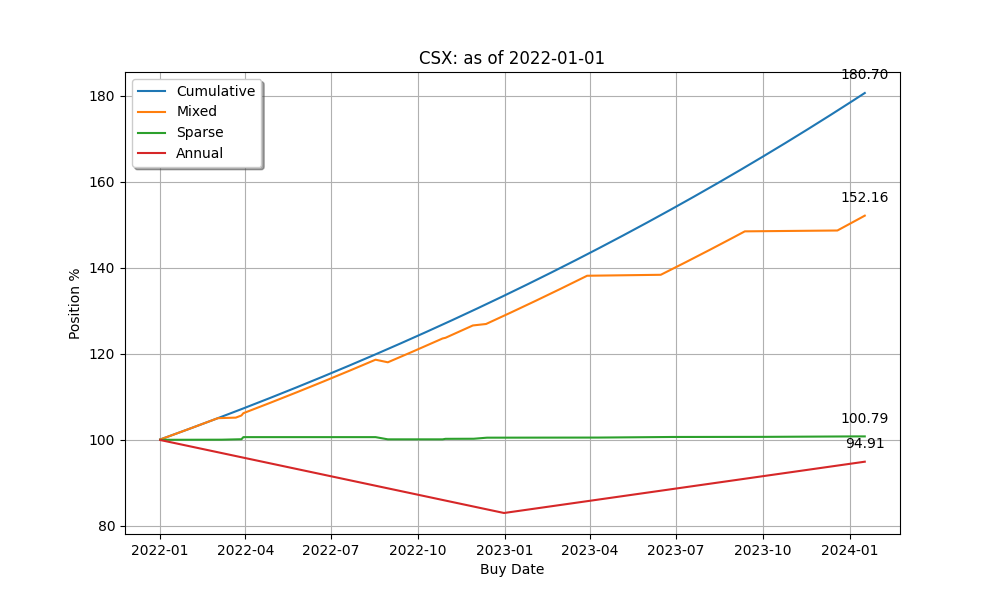 CSX: as of 2022-01-01
Cumulative
Mixed
Sparse
Annual
180.70
152.16
100.79
94.91
Position %
180
160
140
120
100
80
2022-01
2022-04
2022-07
2022-10
2023-01
2023-04
2023-07
2023-10
2024-01
Buy Date